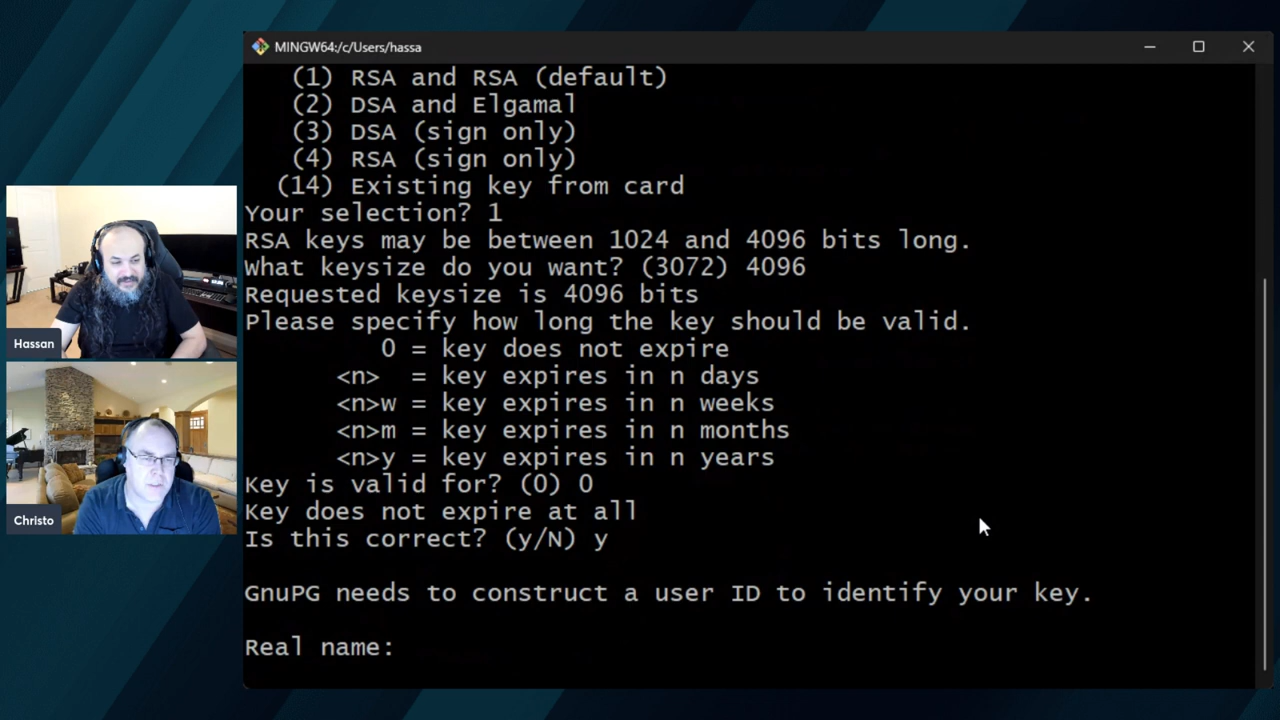 MINGW64:/c/Users/hassa
(1) RSA and RSA (default)
(2) DSA and Elgamal
(3) DSA (sign only)
(4) RSA (sign only)
(14) Existing key from card
Your selection? 1
RSA keys may be between 1024 and 4096 bits long.
What keysize do you want? (3072) 4096
Requested keysize is 4096 bits
Please specify how long the key should be valid.
0 = key does not expire
<n>  = key expires in n days
<n>w = key expires in n weeks
<n>m = key expires in n months
<n>y = key expires in n years
Key is valid for? (0) 0
Key does not expire at all
Is this correct? (y/N) y
GnuPG needs to construct a user ID to identify your key.
Real name:
Hassan
Christo